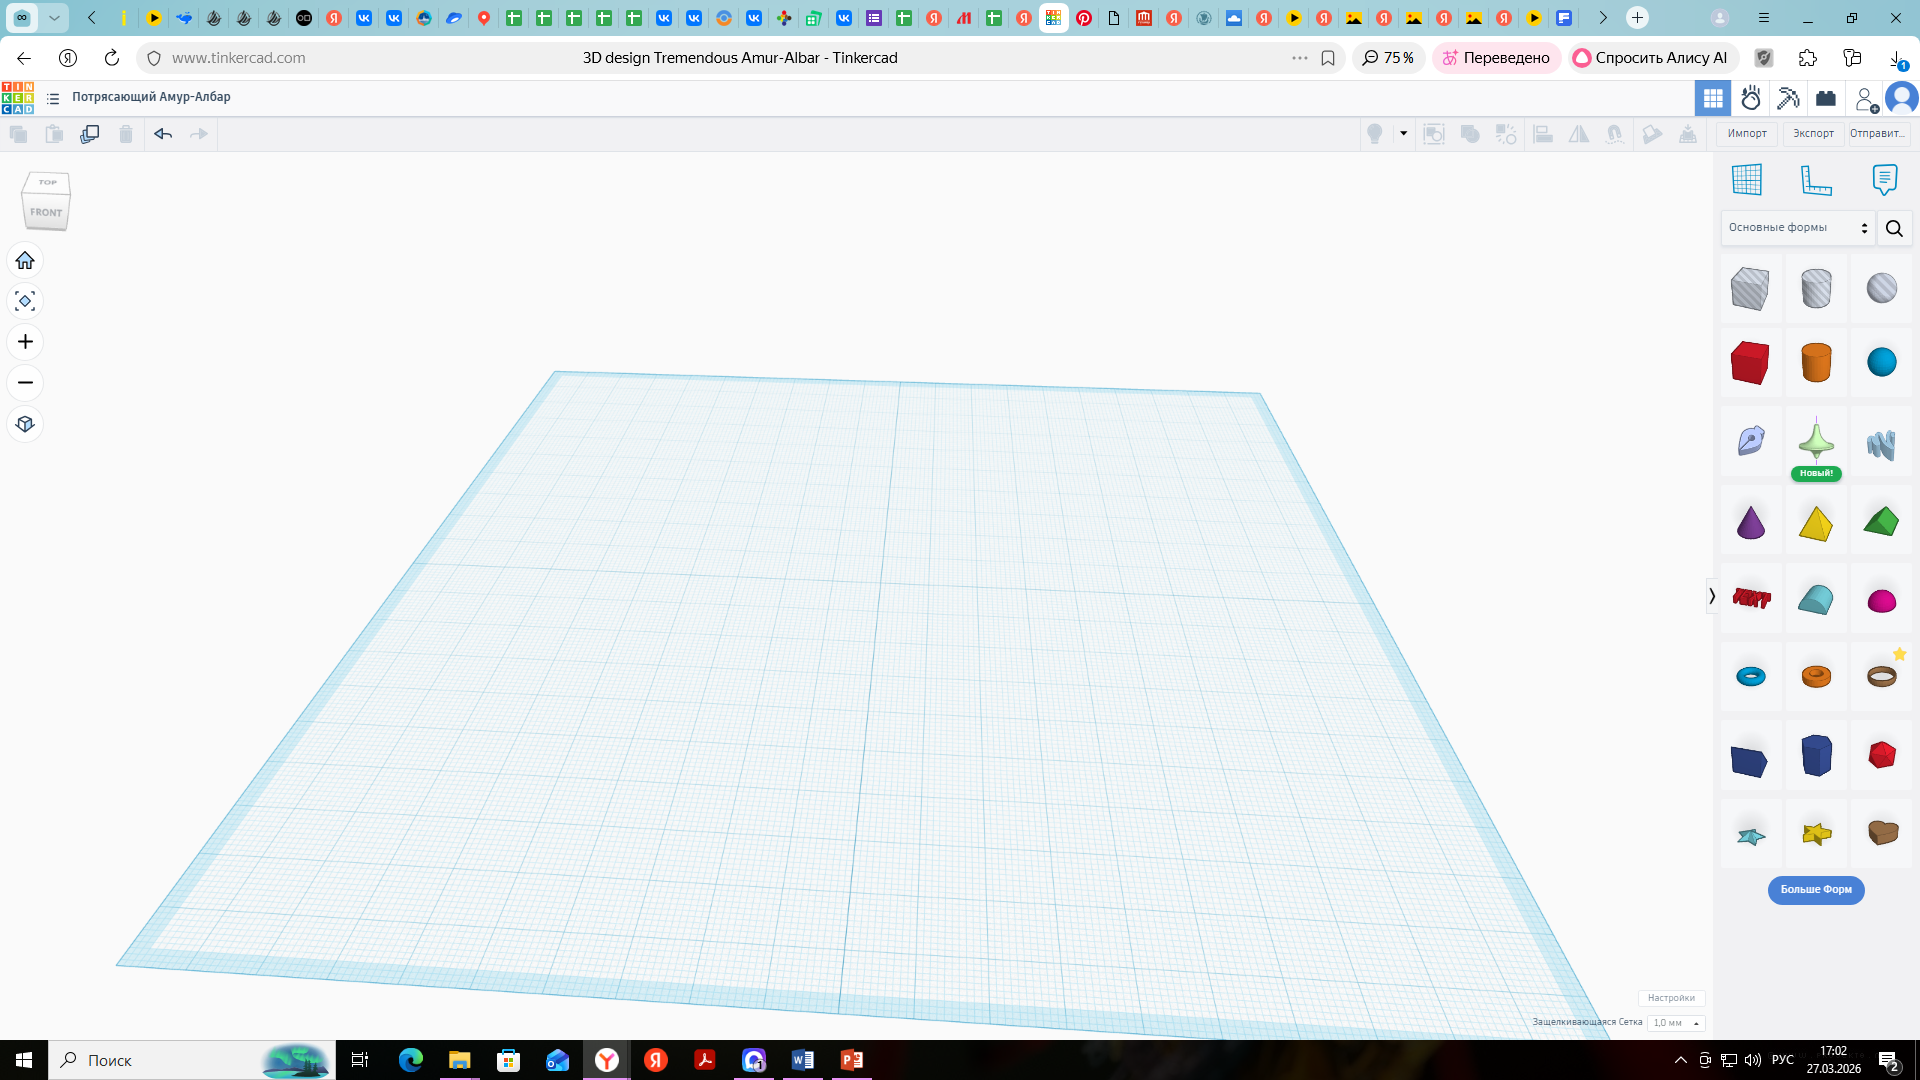 www.tinkercad.com
3D design Tremendous Amur-Albar - Tinkercad
75 %
Переведено
Спросить Алису AI
1
TIN
KER
CAD
Потрясающий Амур-Албар
Импорт
Экспорт
Отправит...
TOP
FRONT
Основные формы
Новый!
Больше Форм
Настройки
Защелкивающаяся Сетка
1,0 мм
Поиск
РУС
17:02
27.03.2026
2